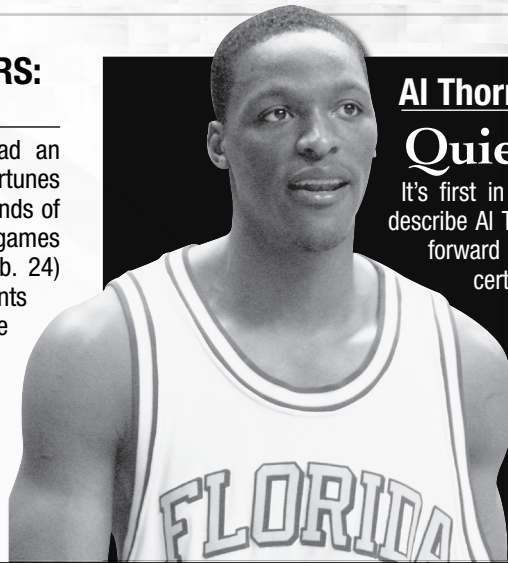 RS:
ad an
rtunes
nds of
games
b. 24)
nts
e
Al Thor
Quie
It's first in
describe Al T
forward
cert
FLORIDA